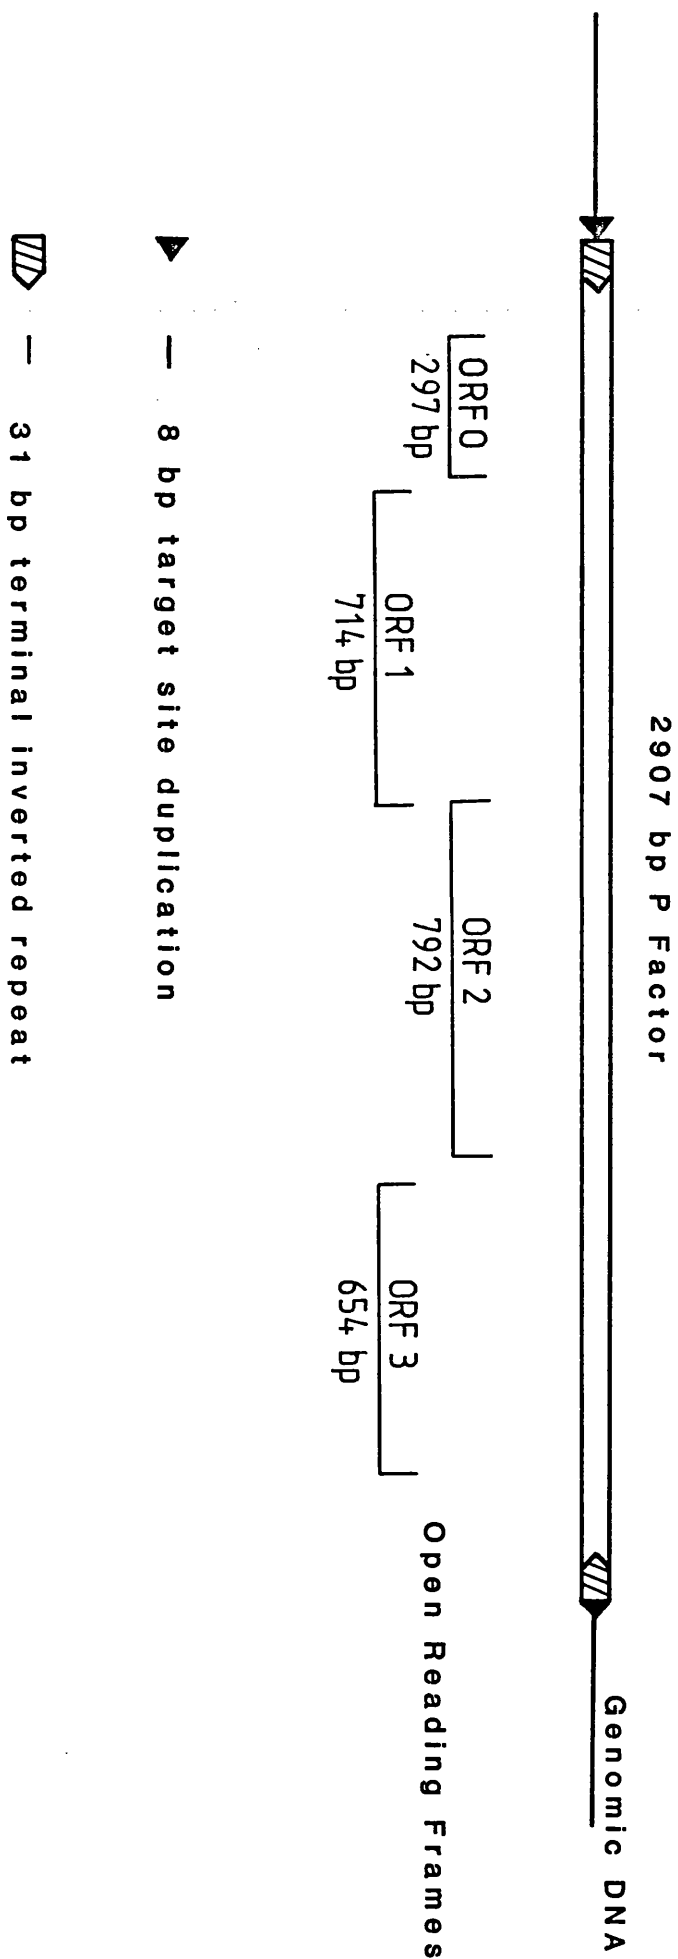 2907 bp P Factor
Genomic DNA
ORF 0
297 bp
ORF 1
714 bp
ORF 2
792 bp
ORF 3
654 bp
Open Reading Frames
— 8 bp target site duplication
— 31 bp terminal inverted repeat